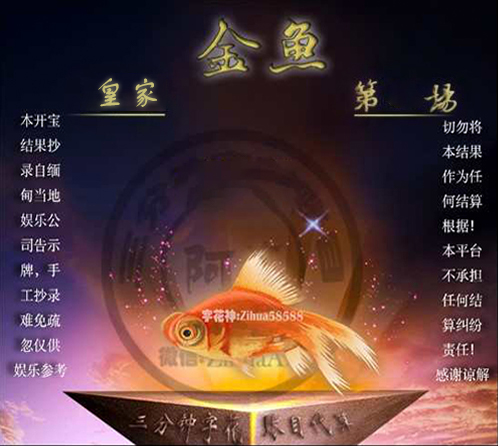 金鱼
皇家
第 场
本开宝
结果抄
录自缅
甸当地
娱乐公
司告示
牌，手
工抄录
难免疏
忽仅供
娱乐参考
切勿将
本结果
作为任
何结算
根据！
本平台
不承担
任何结
算纠纷
责任！
感谢谅解
字花神:Zihua58588
三分钟字花 账目代算